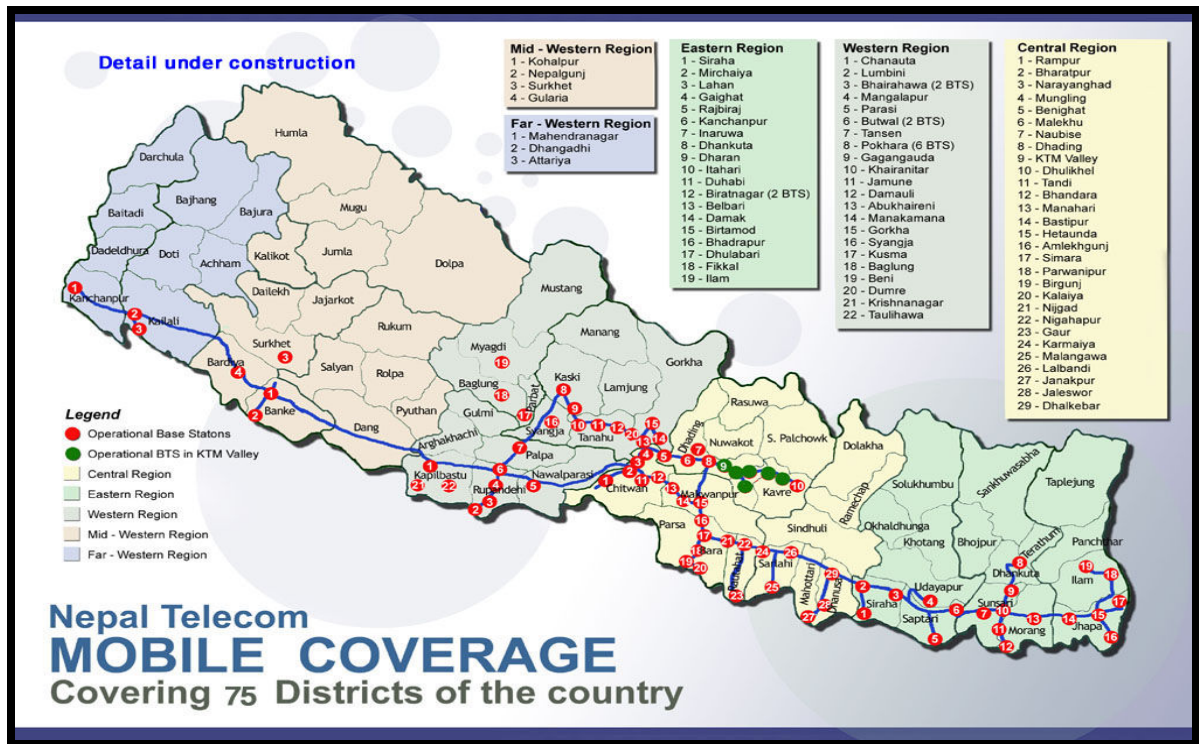 Detail under construction
Mid - Western Region
1 - Kohalpur
2 - Nepalgunj
3 - Surkhet
4 - Gularia
Far - Western Region
1 - Mahendranagar
2 - Dhangadhi
3 - Attariya
Eastern Region
1 - Siraha
2 - Mirchaiya
3 - Lahan
4 - Gaighat
5 - Rajbiraj
6 - Kanchanpur
7 - Inaruwa
8 - Dhankuta
9 - Dharan
10 - Itahari
11 - Duhabi
12 - Biratnagar (2 BTS)
13 - Belbari
14 - Damak
15 - Birtamod
16 - Bhadrapur
17 - Dhulabari
18 - Fikkal
19 - Ilam
Western Region
1 - Chanauta
2 - Lumbini
3 - Bhairahawa (2 BTS)
4 - Mangalapur
5 - Parasi
6 - Butwal (2 BTS)
7 - Tansen
8 - Pokhara (6 BTS)
9 - Gagangauda
10 - Khairanitar
11 - Jamune
12 - Damauli
13 - Abukhaireni
14 - Manakamana
15 - Gorkha
16 - Syangja
17 - Kusma
18 - Baglung
19 - Beni
20 - Dumre
21 - Krishnanagar
22 - Taulihawa
Central Region
1 - Rampur
2 - Bharatpur
3 - Narayanghad
4 - Mungling
5 - Benighat
6 - Malekhu
7 - Naubise
8 - Dhading
9 - KTM Valley
10 - Dhulikhel
11 - Tandi
12 - Bhandara
13 - Manahari
14 - Bastipur
15 - Hetaunda
16 - Amlekhgunj
17 - Simara
18 - Parwanipur
19 - Birgunj
20 - Kalaiya
21 - Nijgad
22 - Nigahapur
23 - Gaur
24 - Karmaiya
25 - Malangawa
26 - Lalbandi
27 - Janakpur
28 - Jaleswor
29 - Dhalkebar
Humla
Darchula
Bajhang
Baitadi
Bajura
Mugu
Dadeldhura
Doti
Achham
Kalikot
Jumla
Dolpa
Kanchanpur
Kailali
Dailekh
Jajarkot
Mustang
Rukum
Surkhet
Bardiya
Salyan
Rolpa
Banke
Dang
Pyuthan
Myagdi
Manang
Kaski
Gorkha
Baglung
Parbat
Lamjung
Gulmi
Syangja
Tanahu
Arghakhachi
Palpa
Kapilbastu
Rupandehi
Nawalparasi
Rasuwa
Dhading
Nuwakot
S. Palchowk
Dolakha
Chitwan
Makwanpur
Kavre
Ramechap
Parsa
Bara
Sindhuli
Rautahat
Sarlahi
Mahottari
Dhanusa
Solukhumbu
Sankhuwasabha
Taplejung
Okhaldhunga
Khotang
Bhojpur
Terathum
Panchthar
Dhankuta
Ilam
Udayapur
Siraha
Saptari
Sunsari
Morang
Jhapa
Legend
Operational Base Statons
Operational BTS in KTM Valley
Central Region
Eastern Region
Western Region
Mid - Western Region
Far - Western Region
Nepal Telecom
MOBILE COVERAGE
Covering 75 Districts of the country